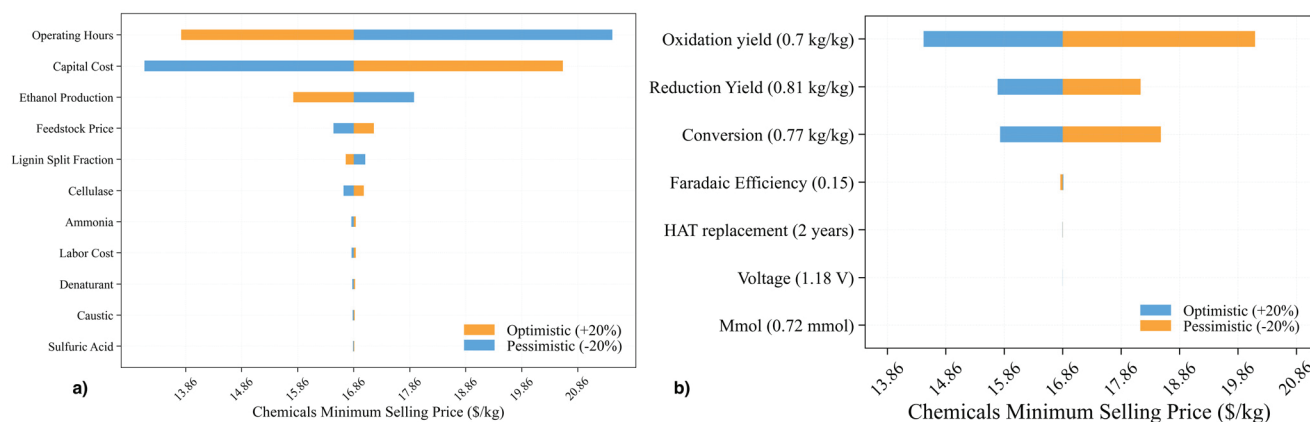 Operating Hours
Capital Cost
Ethanol Production
Feedstock Price
Lignin Split Fraction
Cellulase
Ammonia
Labor Cost
Denaturant
Caustic
Sulfuric Acid
Optimistic (+20%)
Pessimistic (-20%)
a)
13.86 14.86 15.86 16.86 17.86 18.86 19.86 20.86
Chemicals Minimum Selling Price ($/kg)
Oxidation yield (0.7 kg/kg)
Reduction Yield (0.81 kg/kg)
Conversion (0.77 kg/kg)
Faradaic Efficiency (0.15)
HAT replacement (2 years)
Voltage (1.18 V)
Mmol (0.72 mmol)
Optimistic (+20%)
Pessimistic (-20%)
b)
13.86 14.86 15.86 16.86 17.86 18.86 19.86 20.86
Chemicals Minimum Selling Price ($/kg)